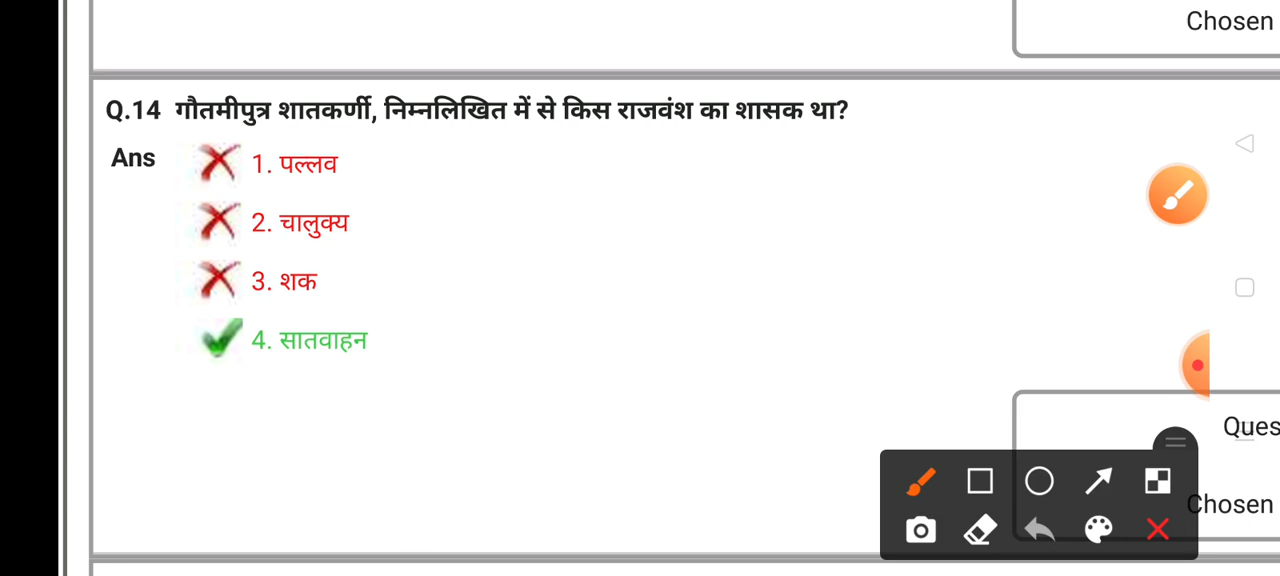 Chosen
Q.14 गौतमीपुत्र शातकर्णी, निम्नलिखित में से किस राजवंश का शासक था?
Ans 1. पल्लव
2. चालुक्य
3. शक
4. सातवाहन
Ques
Chosen